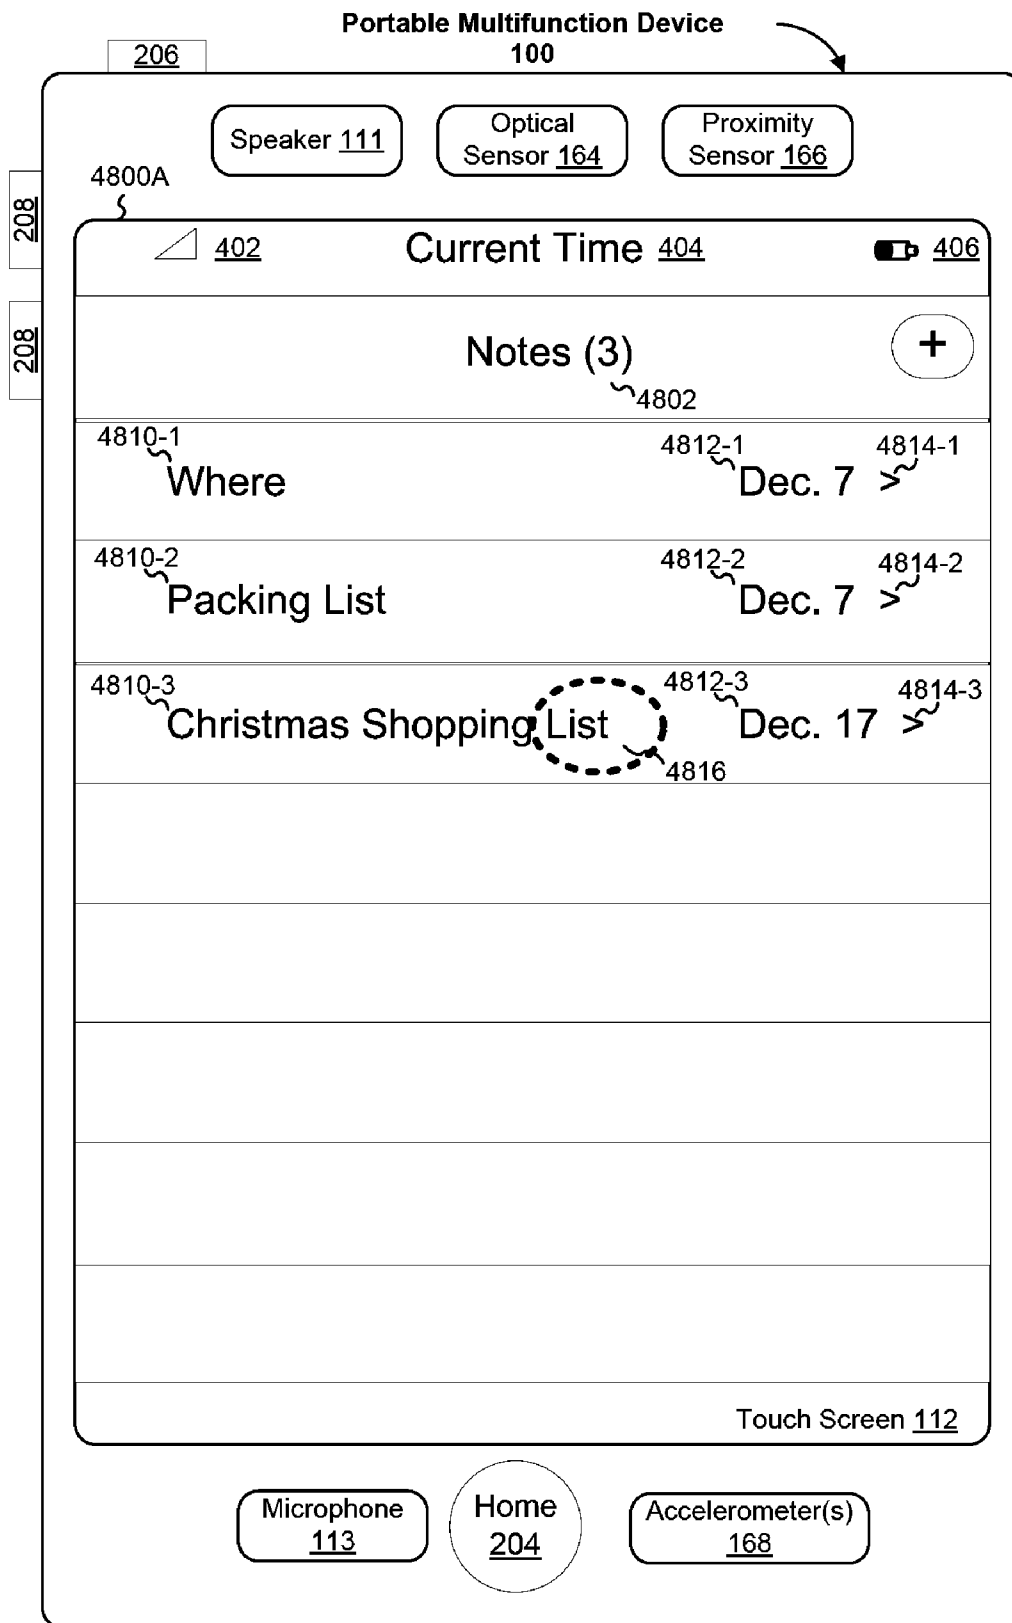 Portable Multifunction Device
100
206
Speaker 111
Optical
Sensor 164
Proximity
Sensor 166
4800A
208
208
402
Current Time 404
406
Notes (3)
+
4802
4810-1
4812-1
4814-1
Where
Dec. 7 >
4810-2
4812-2
4814-2
Packing List
Dec. 7 >
4810-3
4812-3
4814-3
Christmas Shopping List
Dec. 17 >
4816
Touch Screen 112
Microphone
113
Home
204
Accelerometer(s)
168